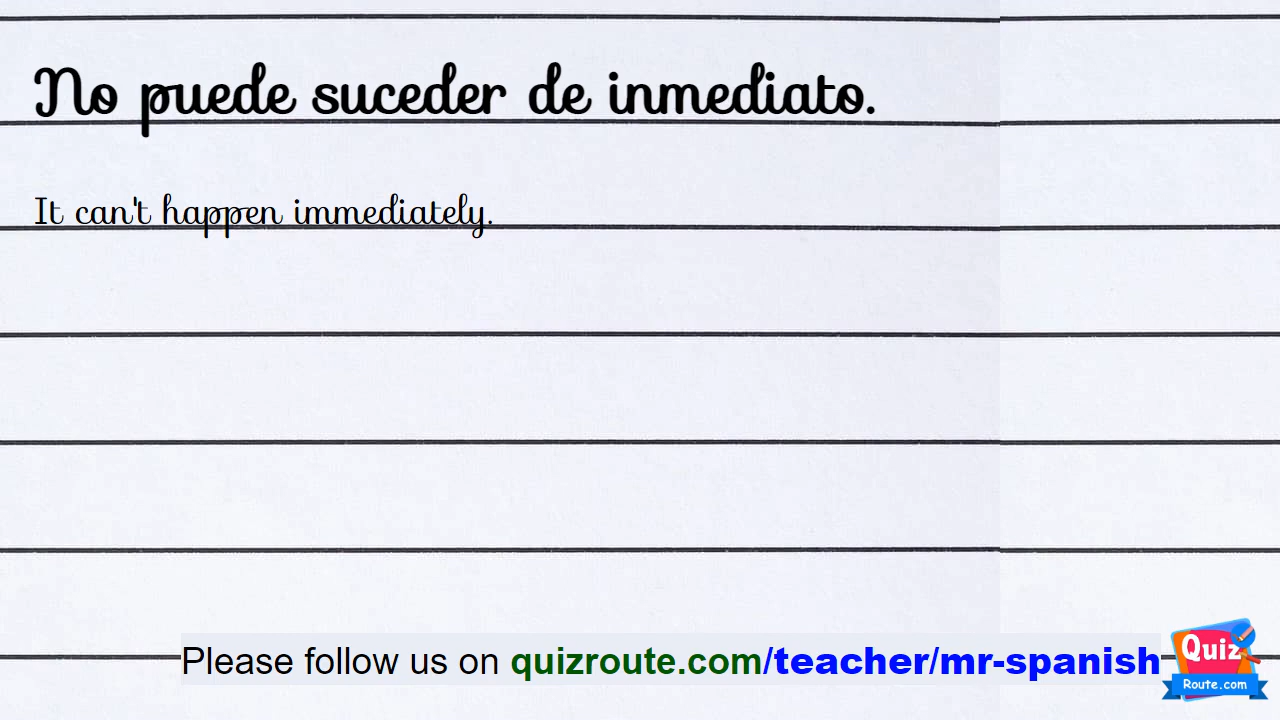 No puede suceder de inmediato.
It can't happen immediately.
Please follow us on quizroute.com/teacher/mr-spanish
Quiz
Route.com